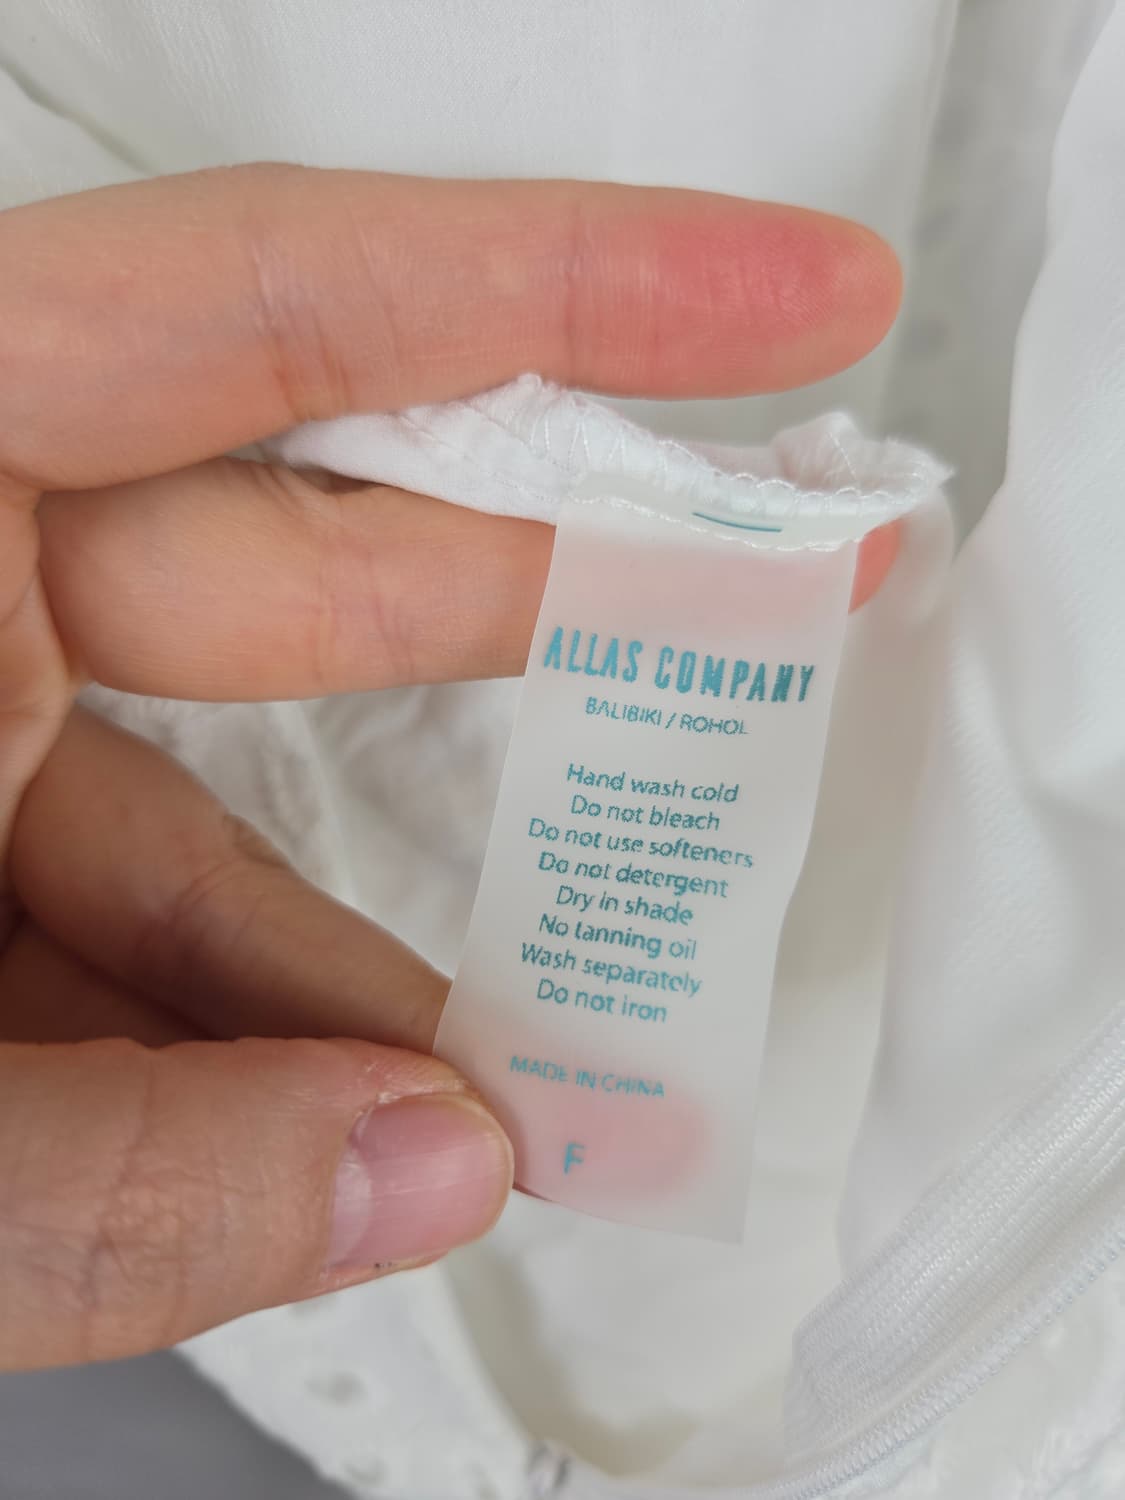 ALLAS COMPANY
BALIBIKI / ROHOL
Hand wash cold
Do not bleach
Do not use softeners
Do not detergent
Dry in shade
No tanning oil
Wash separately
Do not iron
MADE IN CHINA
F